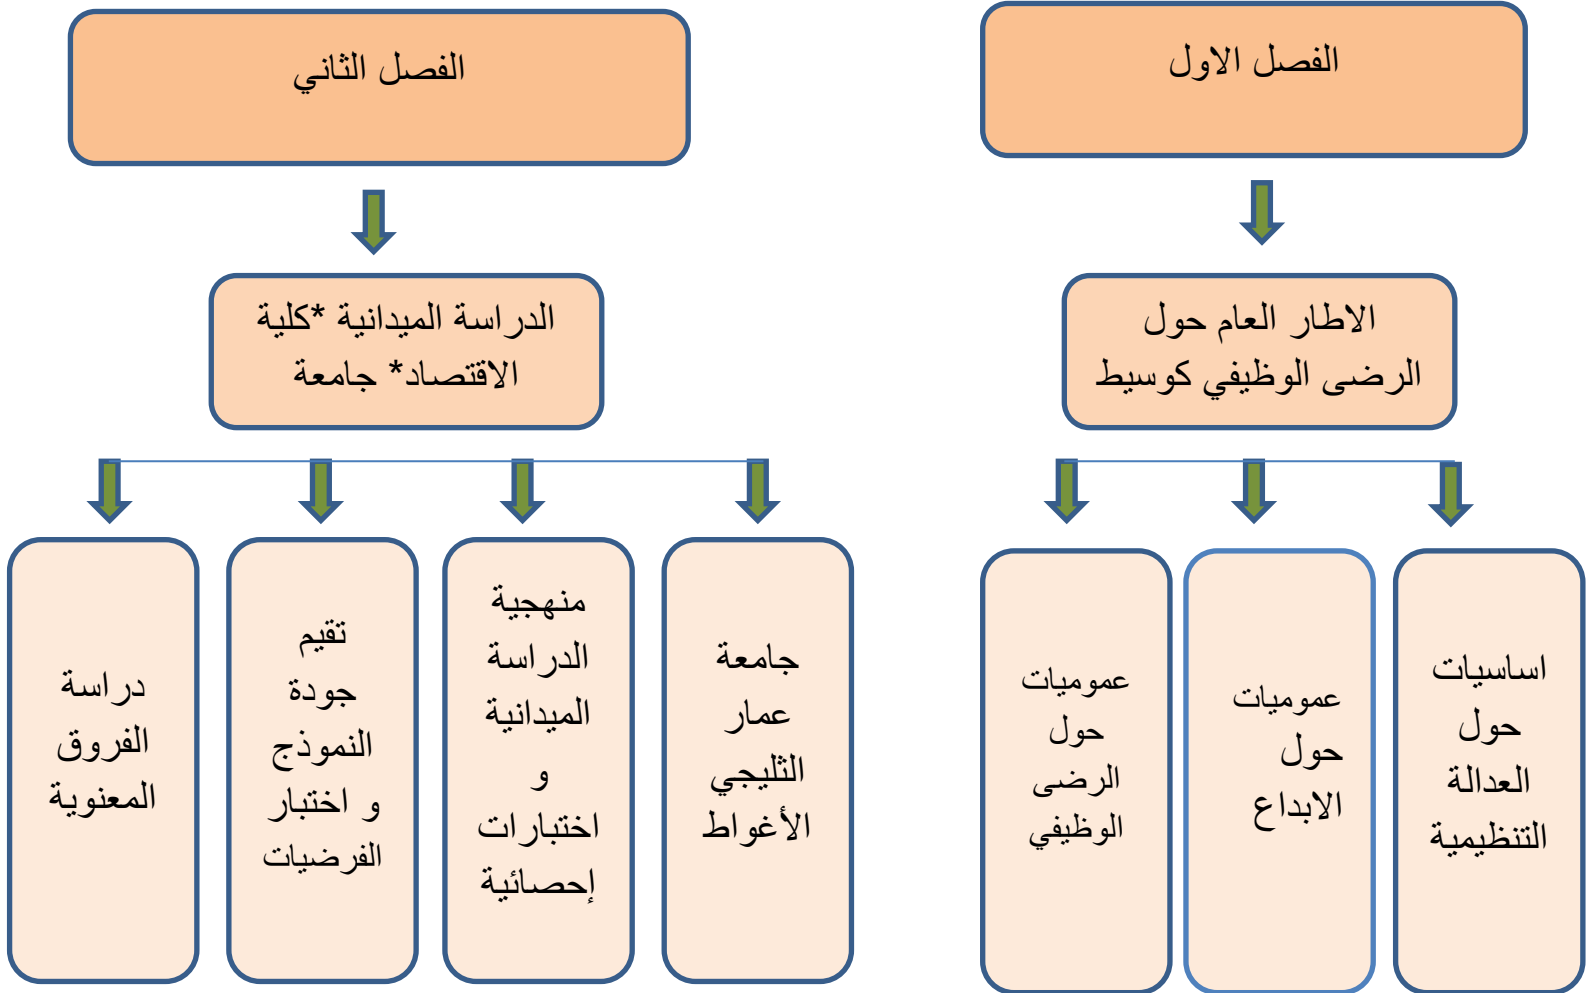 الفصل الاول
الفصل الثاني
الاطار العام حول
الرضى الوظيفي كوسيط
الدراسة الميدانية *كلية
الاقتصاد* جامعة
اساسيات
حول
العدالة
التنظيمية
عموميات
حول
الابداع
عموميات
حول
الرضى
الوظيفي
جامعة
عمار
الثليجي
الأغواط
منهجية
الدراسة
الميدانية
و
اختبارات
إحصائية
تقيم
جودة
النموذج
و اختبار
الفرضيات
دراسة
الفروق
المعنوية